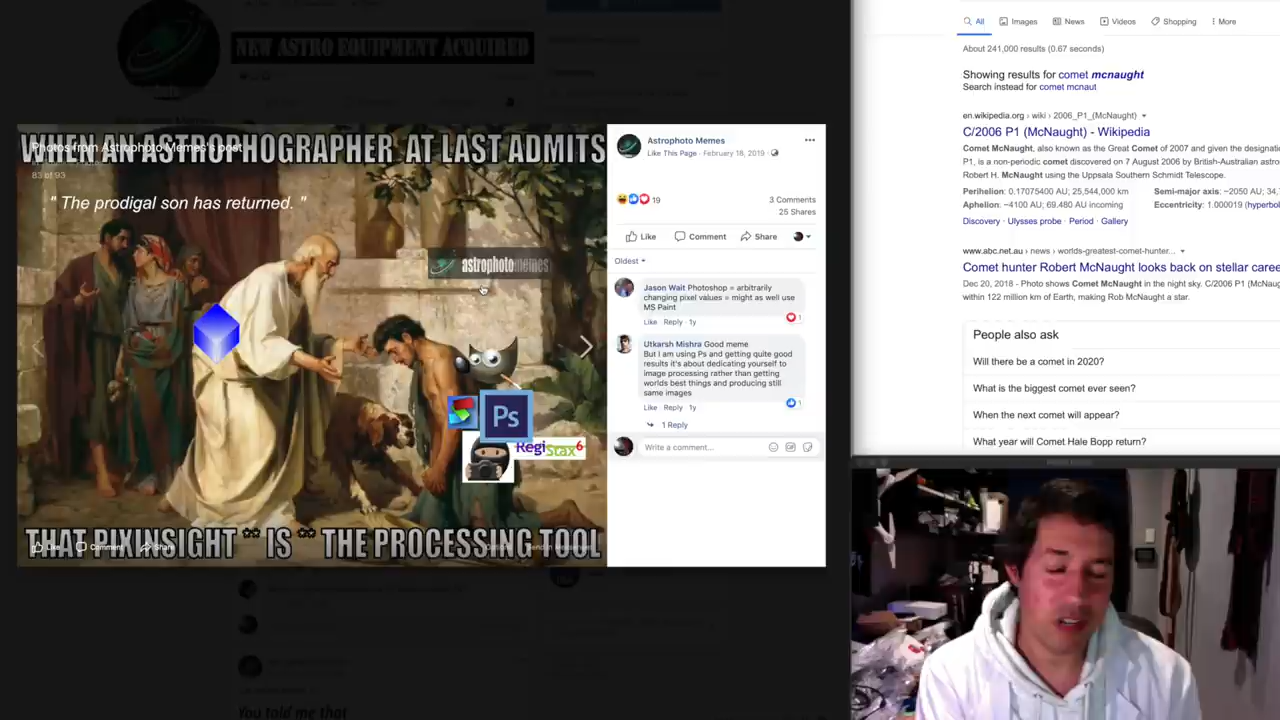 NEW ASTRO EQUIPMENT ACQUIRED
WHEN AN ASTROPHOGRAPHER AT LAST ADMITS
Photos from Astrophoto Memes's post
83 of 93
" The prodigal son has returned. "
astrophotomemes
Ps
RegiStax6
THAT PIXINSIGHT ** IS ** THE PROCESSING TOOL
Like Comment Share
Astrophoto Memes
Like This Page · February 18, 2019 ·
19
3 Comments
25 Shares
Like Comment Share
Oldest
Jason Wait Photoshop = arbitrarily
changing pixel values = might as well use
MS Paint
1
Like · Reply · 1y
Utkarsh Mishra Good meme
But I am using Ps and getting quite good
results it's about dedicating yourself to
image processing rather than getting
worlds best things and producing still
same images
1
Like · Reply · 1y
1 Reply
Write a comment...
You told me that
All Images News Videos Shopping More
About 241,000 results (0.67 seconds)
Showing results for comet mcnaught
Search instead for comet mcnaut
en.wikipedia.org › wiki › 2006_P1_(McNaught)
C/2006 P1 (McNaught) - Wikipedia
Comet McNaught, also known as the Great Comet of 2007 and given the designati
P1, is a non-periodic comet discovered on 7 August 2006 by British-Australian astro
Robert H. McNaught using the Uppsala Southern Schmidt Telescope.
Perihelion: 0.17075400 AU; 25,544,000 km Semi-major axis: ~2050 AU; 34,
Aphelion: ~4100 AU; 69.480 AU incoming Eccentricity: 1.000019 (hyperbol
Discovery · Ulysses probe · Period · Gallery
www.abc.net.au › news › worlds-greatest-comet-hunter...
Comet hunter Robert McNaught looks back on stellar caree
Dec 20, 2018 - Photo shows Comet McNaught in the night sky. C/2006 P1 (McNau
within 122 million km of Earth, making Rob McNaught a star.
People also ask
Will there be a comet in 2020?
What is the biggest comet ever seen?
When the next comet will appear?
What year will Comet Hale Bopp return?